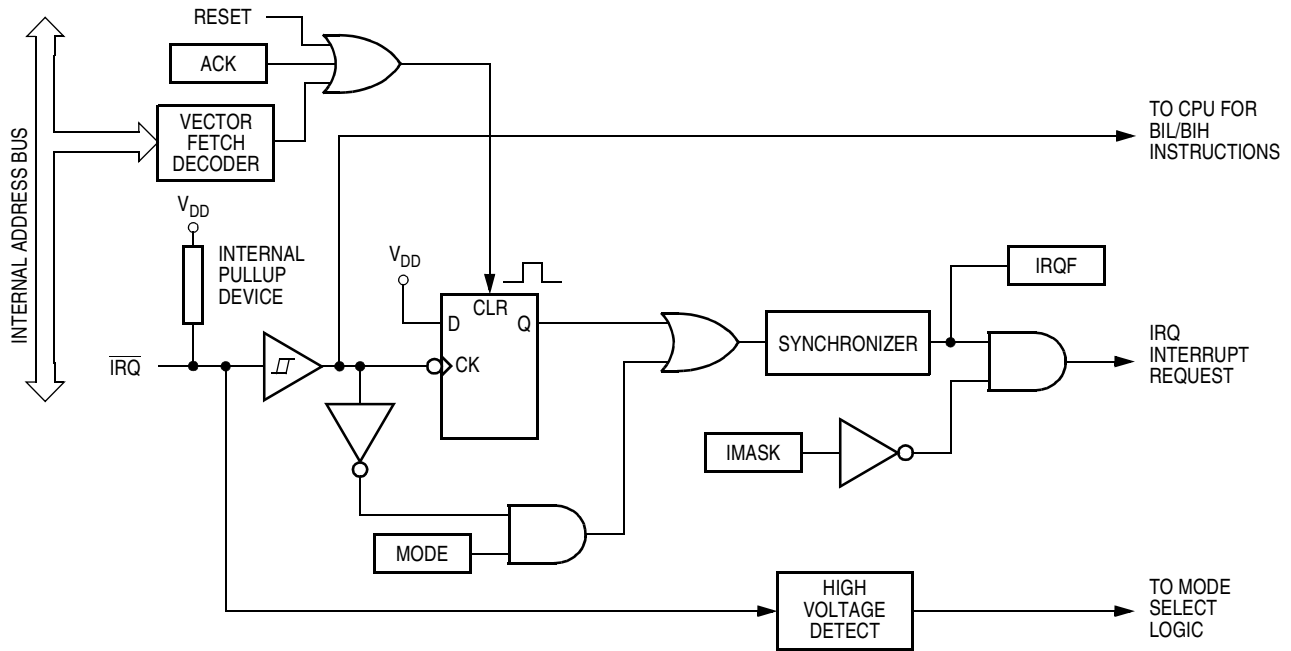 RESET
ACK
VECTOR
FETCH
DECODER
INTERNAL ADDRESS BUS
TO CPU FOR
BIL/BIH
INSTRUCTIONS
VDD
INTERNAL
PULLUP
DEVICE
VDD
CLR
D
Q
CK
IRQ
SYNCHRONIZER
IRQF
IRQ
INTERRUPT
REQUEST
IMASK
MODE
HIGH
VOLTAGE
DETECT
TO MODE
SELECT
LOGIC